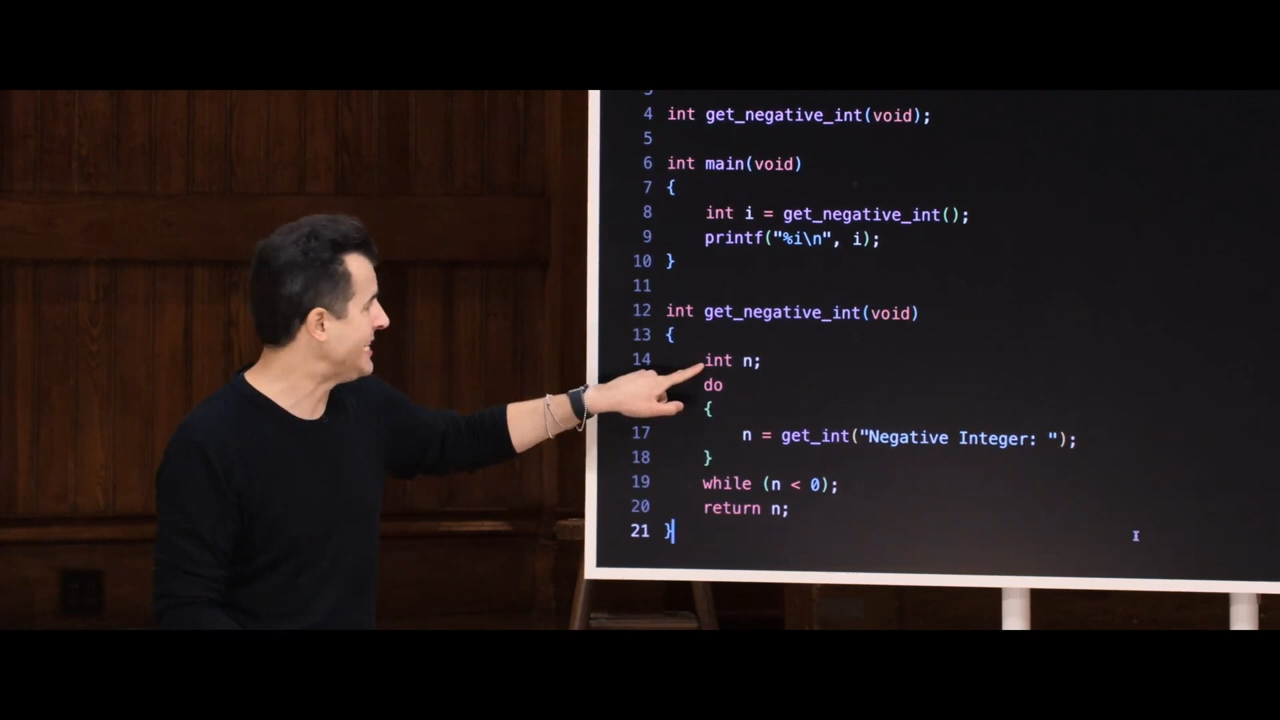 4 int get_negative_int(void);
5
6 int main(void)
7 {
8 int i = get_negative_int();
9 printf("%i\n", i);
10 }
11
12 int get_negative_int(void)
13 {
14 int n;
do
{
17 n = get_int("Negative Integer: ");
18 }
19 while (n < 0);
20 return n;
21 }